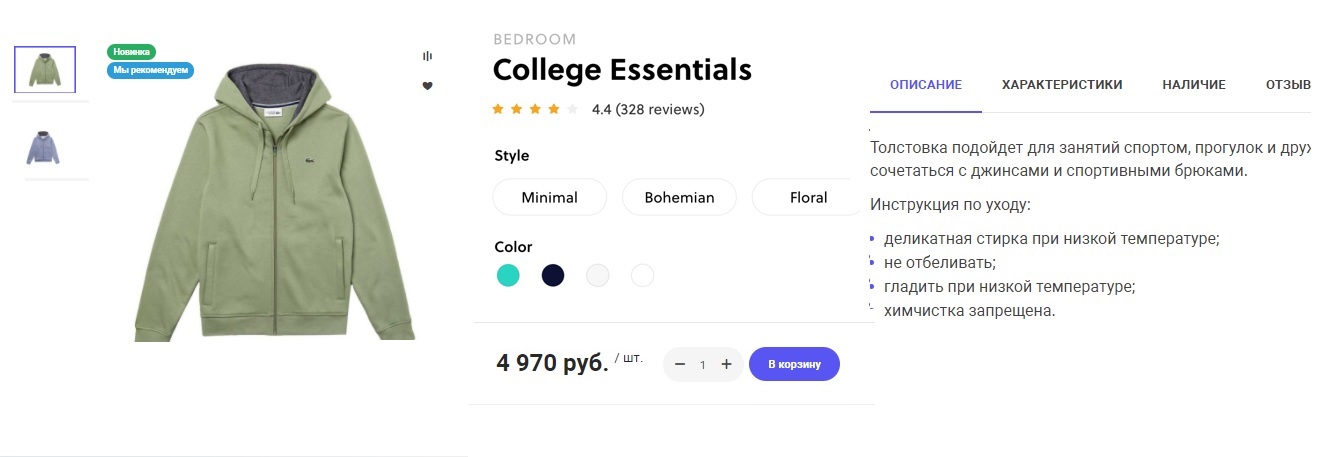 Новинка
Мы рекомендуем
BEDROOM
College Essentials
4.4 (328 reviews)
Style
Minimal
Bohemian
Floral
Color
4 970 руб. / шт.
− 1 +
В корзину
ОПИСАНИЕ
ХАРАКТЕРИСТИКИ
НАЛИЧИЕ
ОТЗЫВ
Толстовка подойдет для занятий спортом, прогулок и друх
сочетаться с джинсами и спортивными брюками.
Инструкция по уходу:
деликатная стирка при низкой температуре;
не отбеливать;
гладить при низкой температуре;
химчистка запрещена.